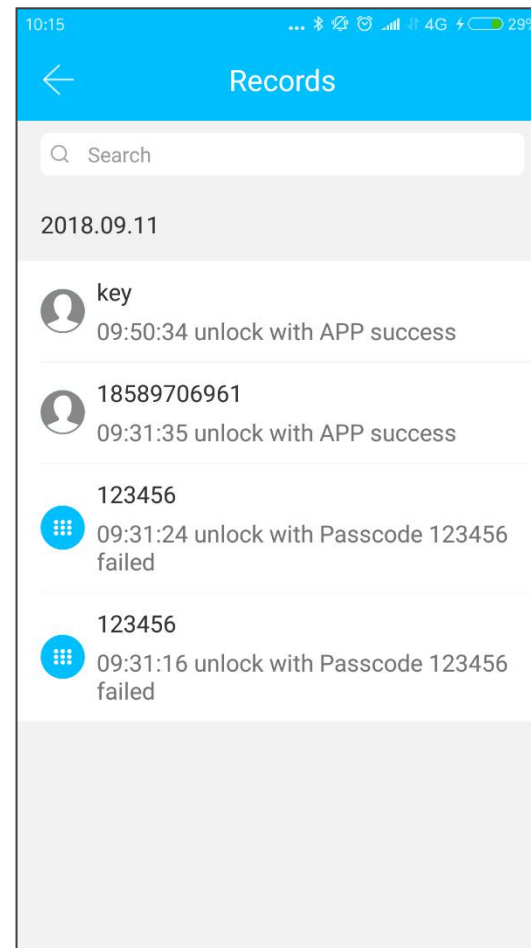 10:15 ... 4G 29%
Records
Search
2018.09.11
key
09:50:34 unlock with APP success
18589706961
09:31:35 unlock with APP success
123456
09:31:24 unlock with Passcode 123456
failed
123456
09:31:16 unlock with Passcode 123456
failed